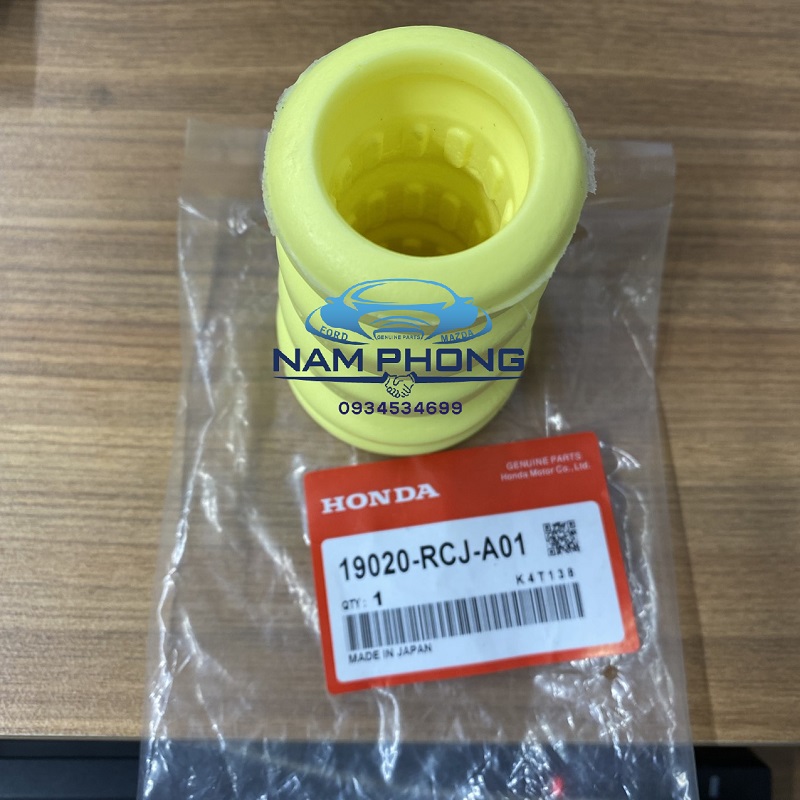 FORD
GENUINE PARTS
MAZDA
NAM PHONG
0934534699
HONDA
GENUINE PARTS
Honda Motor Co., Ltd.
19020-RCJ-A01
K4T138
QTY: 1
MADE IN JAPAN